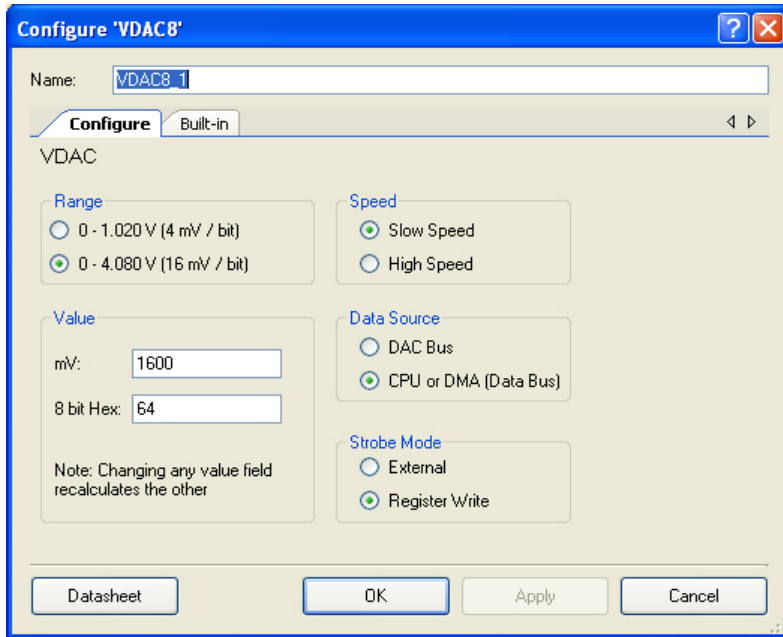 Configure 'VDAC8'
Name: VDAC8_1
Configure Built-in
VDAC
Range
0 - 1.020 V (4 mV / bit)
0 - 4.080 V (16 mV / bit)
Speed
Slow Speed
High Speed
Value
mV: 1600
8 bit Hex: 64
Note: Changing any value field
recalculates the other
Data Source
DAC Bus
CPU or DMA (Data Bus)
Strobe Mode
External
Register Write
Datasheet OK Apply Cancel